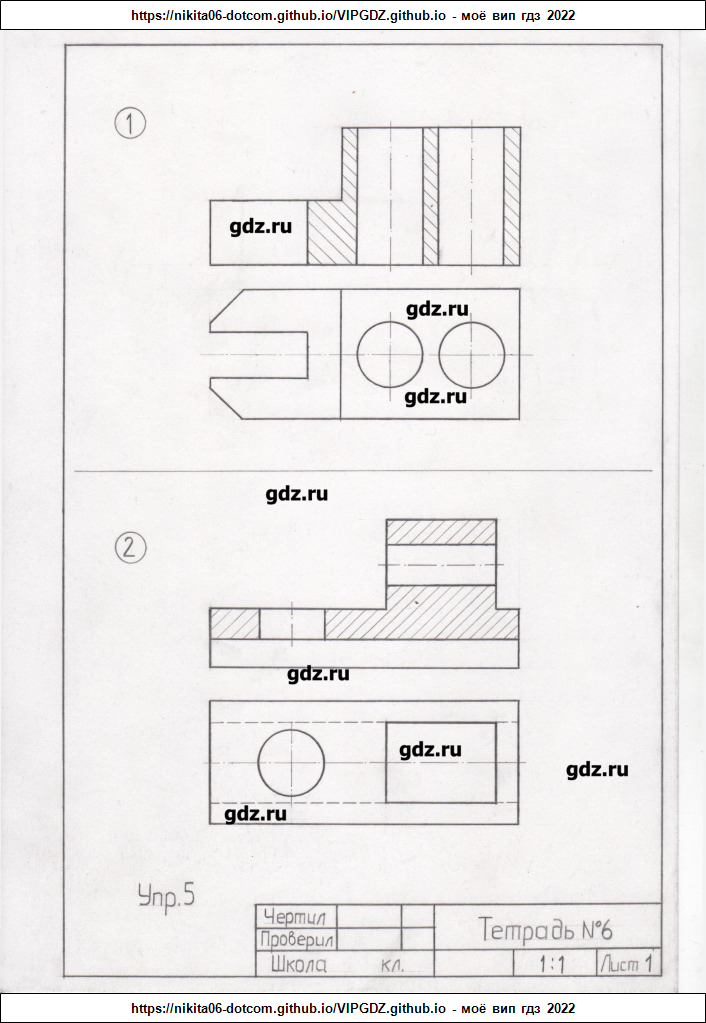 https://nikita06-dotcom.github.io/VIPGDZ.github.io - моё вип гдз 2022
1
gdz.ru
gdz.ru
gdz.ru
gdz.ru
2
gdz.ru
gdz.ru
gdz.ru
gdz.ru
Упр.5
Чертил
Проверил
Тетрадь №6
Школа кл.
1:1
Лист 1
https://nikita06-dotcom.github.io/VIPGDZ.github.io - моё вип гдз 2022